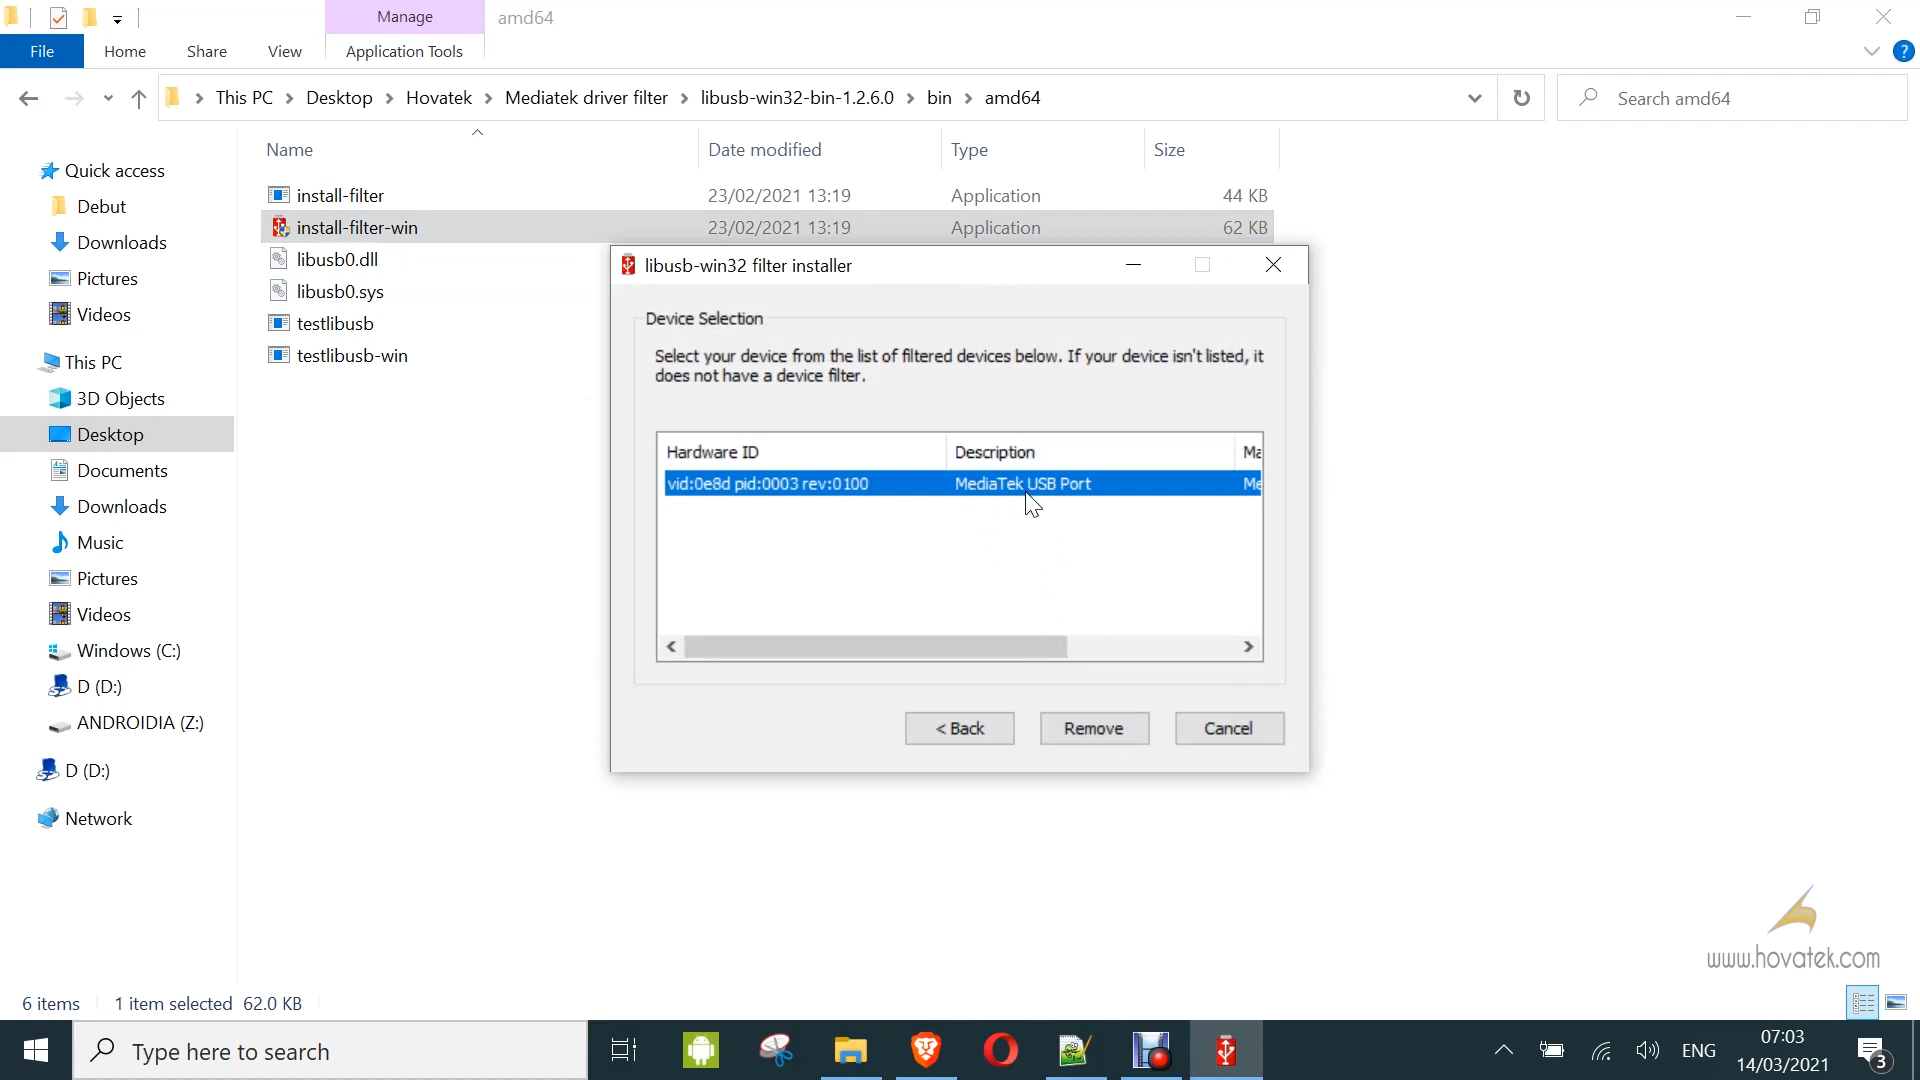 Manage
amd64
File
Home
Share
View
Application Tools
?
This PC
Desktop
Hovatek
Mediatek driver filter
libusb-win32-bin-1.2.6.0
bin
amd64
Search amd64
Name
Date modified
Type
Size
install-filter
23/02/2021 13:19
Application
44 KB
install-filter-win
23/02/2021 13:19
Application
62 KB
libusb0.dll
libusb0.sys
testlibusb
testlibusb-win
Quick access
Debut
Downloads
Pictures
Videos
This PC
3D Objects
Desktop
Documents
Downloads
Music
Pictures
Videos
Windows (C:)
D (D:)
ANDROIDIA (Z:)
D (D:)
Network
libusb-win32 filter installer
Device Selection
Select your device from the list of filtered devices below. If your device isn't listed, it
does not have a device filter.
Hardware ID
Description
Ma
vid:0e8d pid:0003 rev:0100
MediaTek USB Port
Me
< Back
Remove
Cancel
www.hovatek.com
6 items
1 item selected 62.0 KB
Type here to search
ENG
07:03
14/03/2021
3